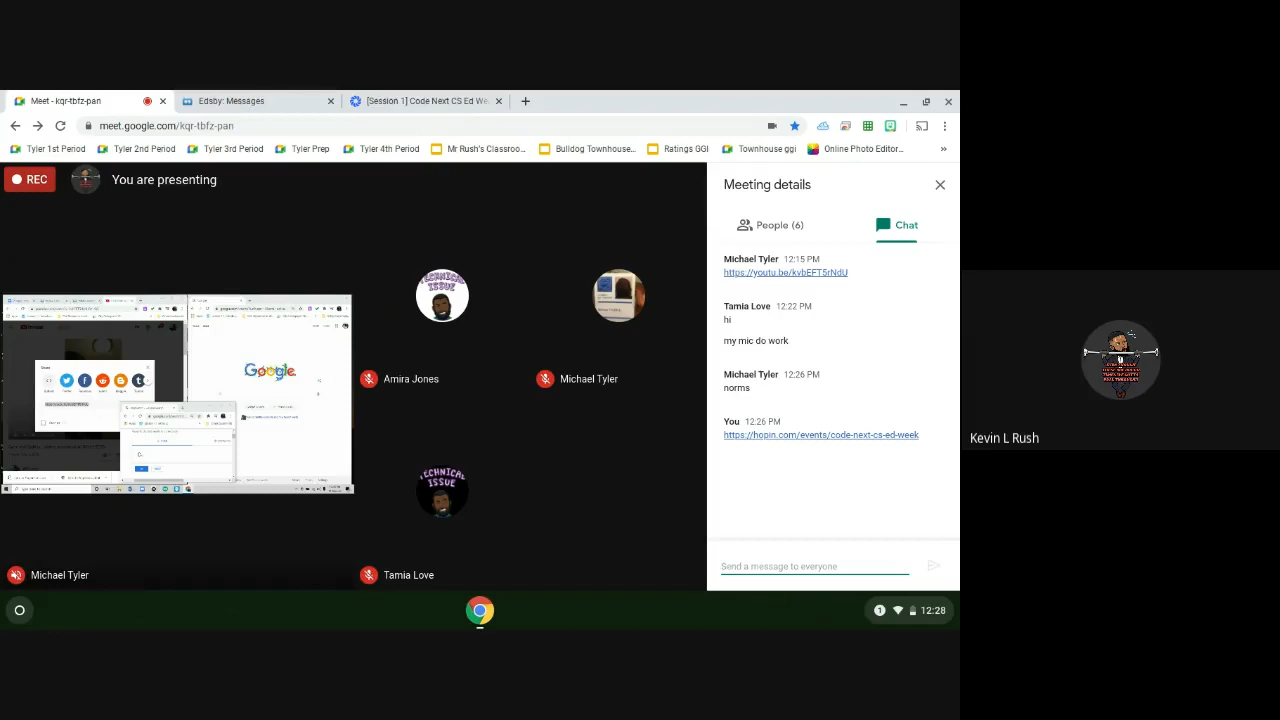 Meet - kqr-tbfz-pan
Edsby: Messages
[Session 1] Code Next CS Ed We
meet.google.com/kqr-tbfz-pan
Tyler 1st Period
Tyler 2nd Period
Tyler 3rd Period
Tyler Prep
Tyler 4th Period
Mr Rush's Classroo...
Bulldog Townhouse...
Ratings GGI
Townhouse ggi
Online Photo Editor...
REC
You are presenting
Meeting details
People (6)
Chat
Michael Tyler 12:15 PM
https://youtu.be/kvbEFT5rNdU
Tamia Love 12:22 PM
hi
my mic do work
Michael Tyler 12:26 PM
norms
You 12:26 PM
https://hopin.com/events/code-next-cs-ed-week
Send a message to everyone
TECHNICAL
ISSUE
Google
Amira Jones
Michael Tyler
TECHNICAL
ISSUE
Michael Tyler
Tamia Love
Kevin L Rush
1
12:28